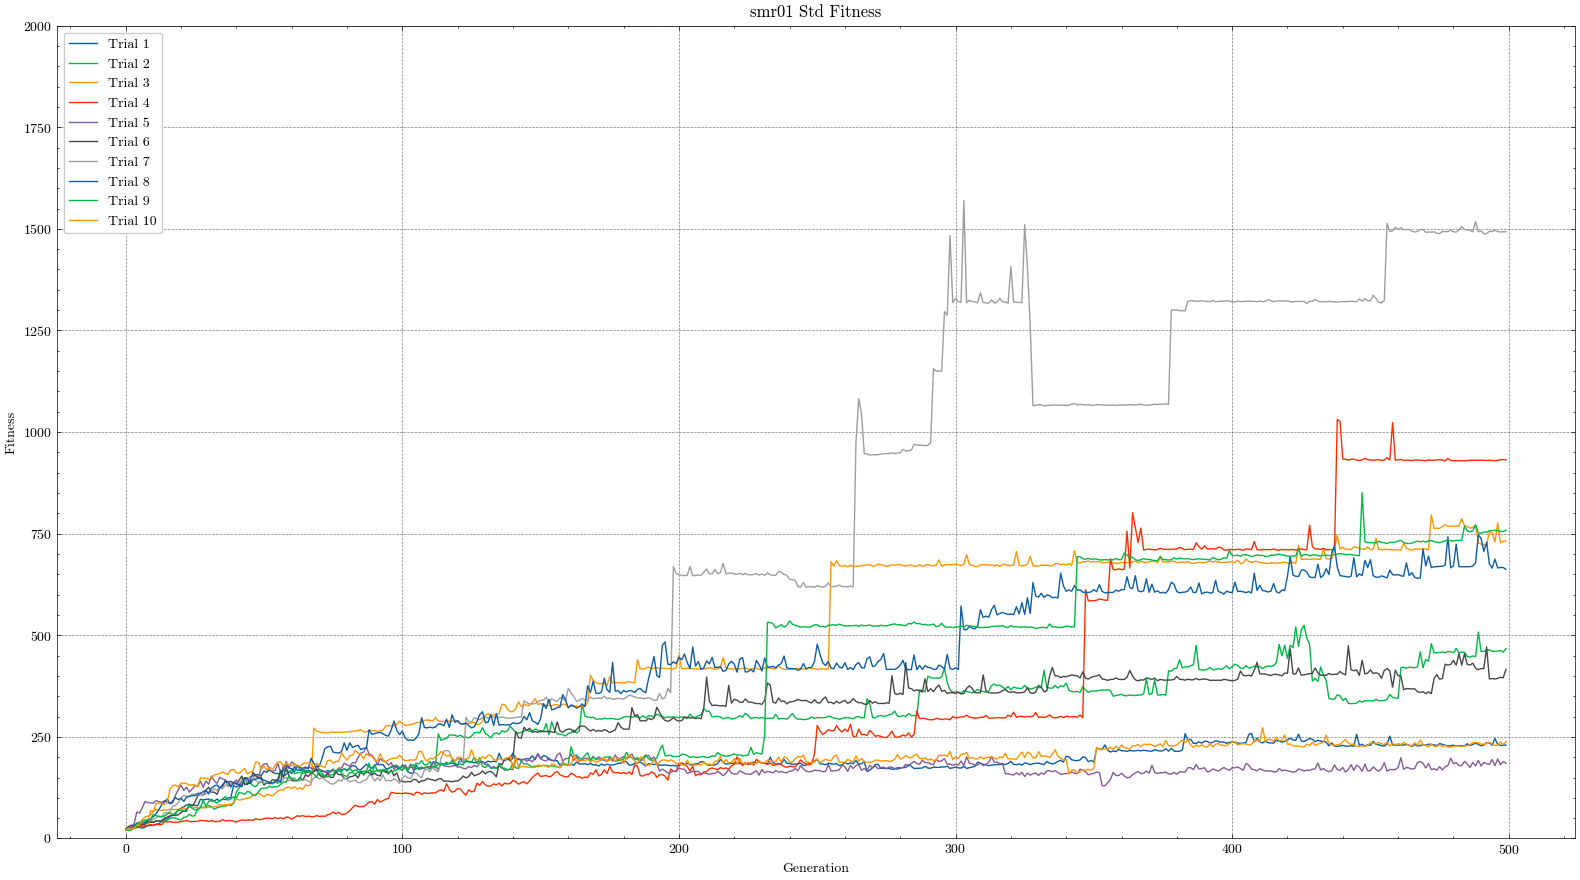 smr01 Std Fitness
2000
1750
1500
1250
1000
750
500
250
0
Fitness
Trial 1
Trial 2
Trial 3
Trial 4
Trial 5
Trial 6
Trial 7
Trial 8
Trial 9
Trial 10
0
100
200
300
400
500
Generation